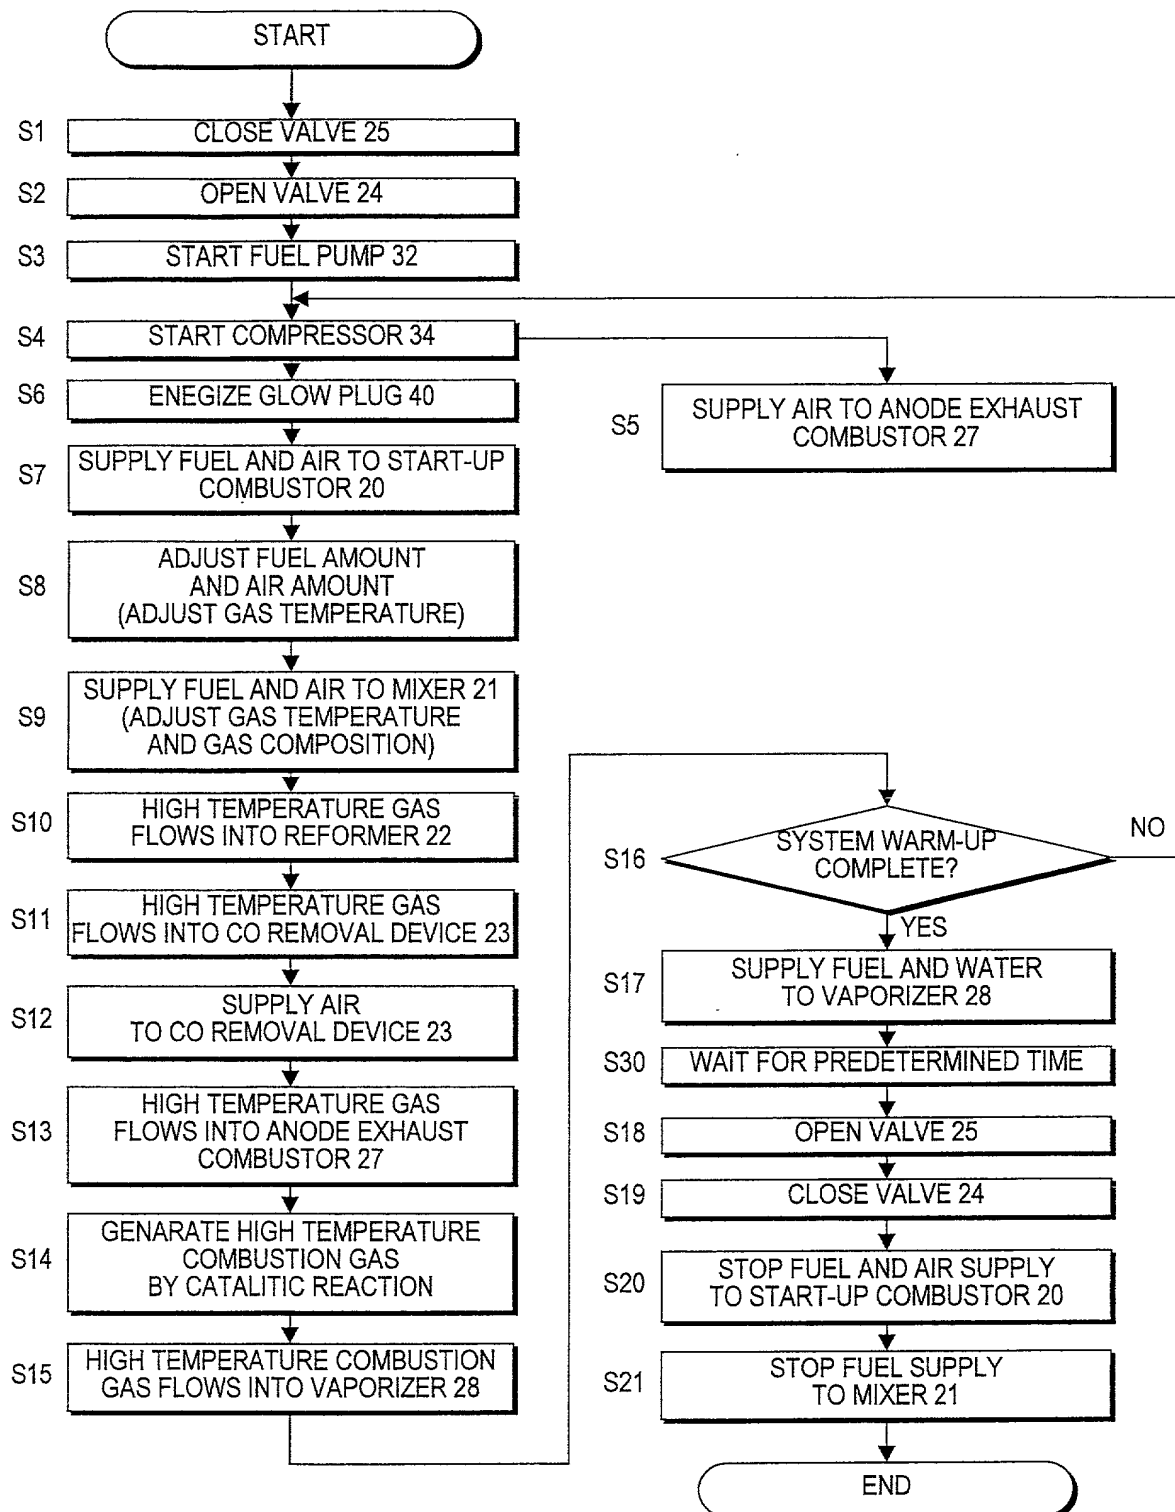 START
S1
CLOSE VALVE 25
S2
OPEN VALVE 24
S3
START FUEL PUMP 32
S4
START COMPRESSOR 34
S6
ENEGIZE GLOW PLUG 40
S5
SUPPLY AIR TO ANODE EXHAUST
COMBUSTOR 27
S7
SUPPLY FUEL AND AIR TO START-UP
COMBUSTOR 20
S8
ADJUST FUEL AMOUNT
AND AIR AMOUNT
(ADJUST GAS TEMPERATURE)
S9
SUPPLY FUEL AND AIR TO MIXER 21
(ADJUST GAS TEMPERATURE
AND GAS COMPOSITION)
S10
HIGH TEMPERATURE GAS
FLOWS INTO REFORMER 22
S11
HIGH TEMPERATURE GAS
FLOWS INTO CO REMOVAL DEVICE 23
S12
SUPPLY AIR
TO CO REMOVAL DEVICE 23
S13
HIGH TEMPERATURE GAS
FLOWS INTO ANODE EXHAUST
COMBUSTOR 27
S14
GENARATE HIGH TEMPERATURE
COMBUSTION GAS
BY CATALITIC REACTION
S15
HIGH TEMPERATURE COMBUSTION
GAS FLOWS INTO VAPORIZER 28
S16
SYSTEM WARM-UP
COMPLETE?
NO
YES
S17
SUPPLY FUEL AND WATER
TO VAPORIZER 28
S30
WAIT FOR PREDETERMINED TIME
S18
OPEN VALVE 25
S19
CLOSE VALVE 24
S20
STOP FUEL AND AIR SUPPLY
TO START-UP COMBUSTOR 20
S21
STOP FUEL SUPPLY
TO MIXER 21
END